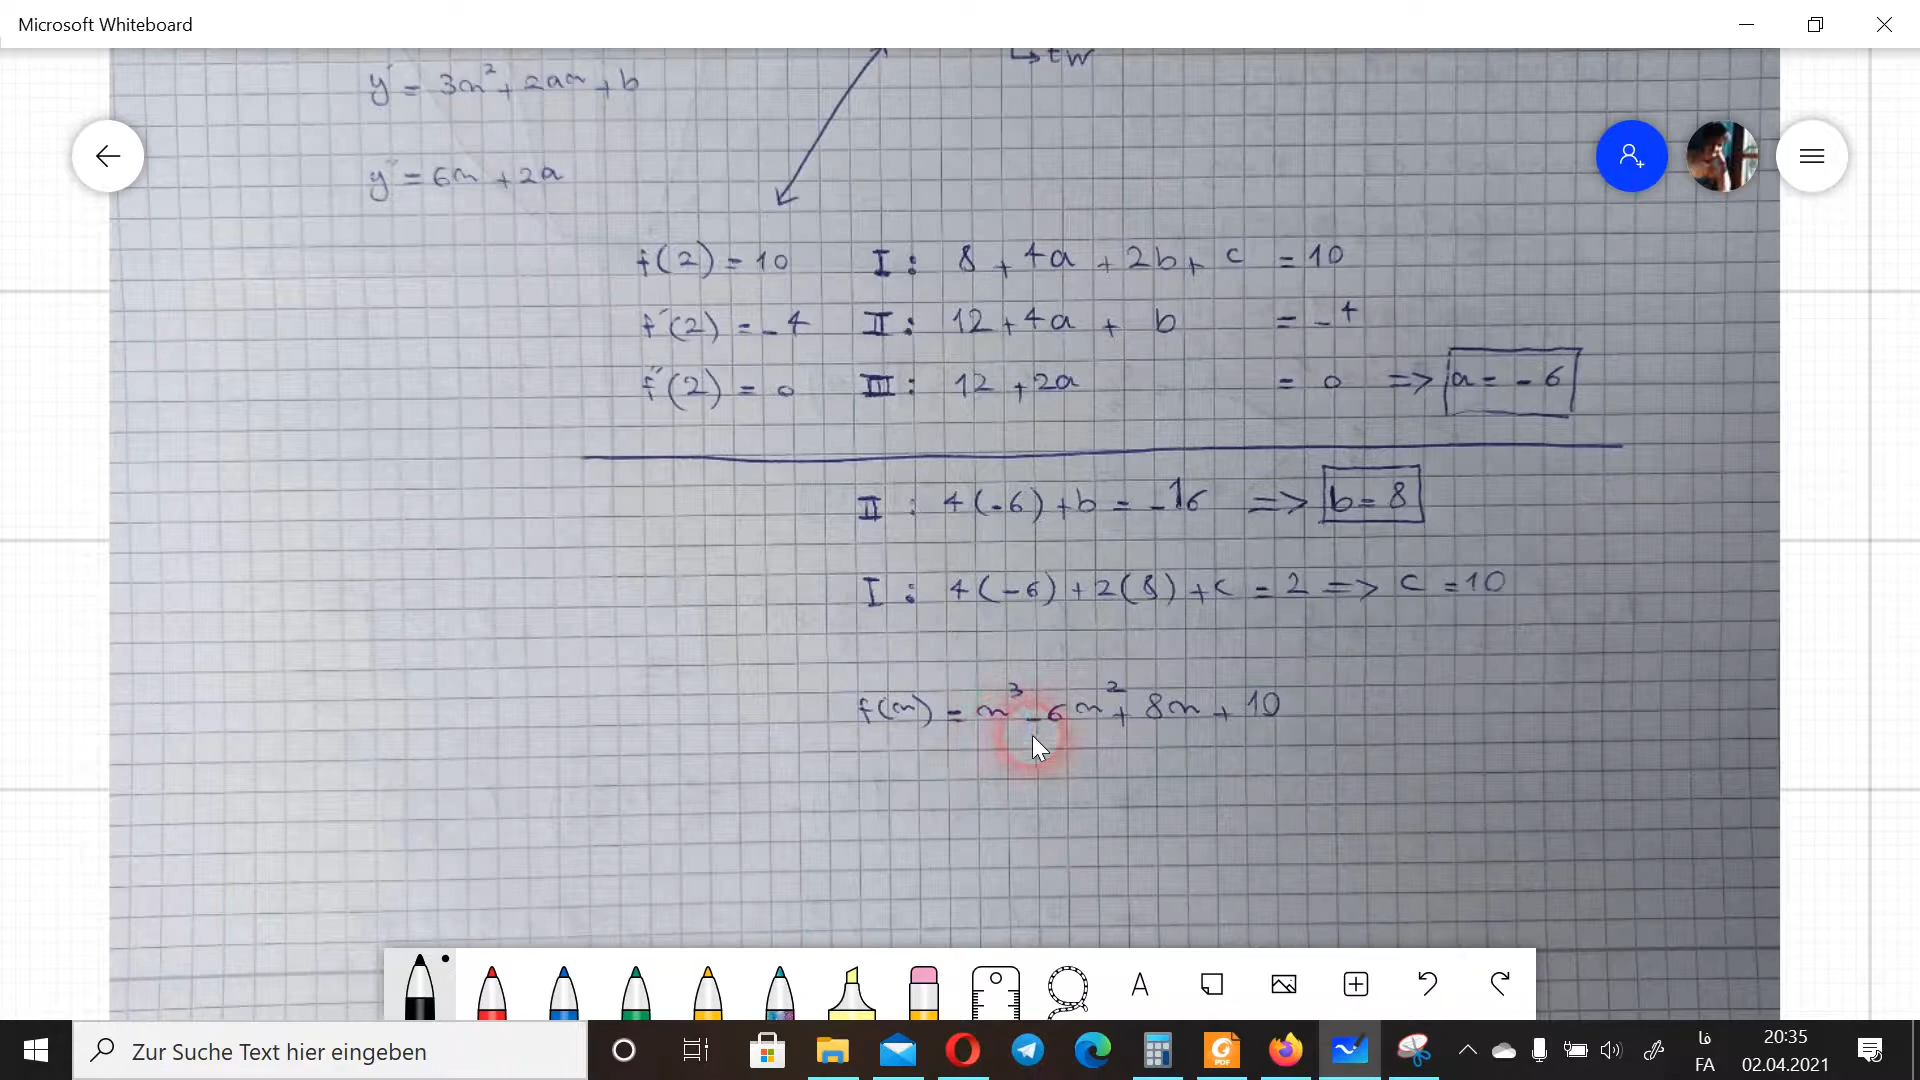 Microsoft Whiteboard
↳ t W
y' = 3x² + 2ax + b
y'' = 6x + 2a
f(2) = 10 I : 8 + 4a + 2b + c = 10
f'(2) = -4 II : 12 + 4a + b = -4
f''(2) = 0 III : 12 + 2a = 0 => a = -6
II : 4(-6) + b = -16 => b = 8
I : 4(-6) + 2(8) + c = 2 => c = 10
f(x) = x³ - 6x² + 8x + 10
A
Zur Suche Text hier eingeben
PDF
فا
FA
20:35
02.04.2021